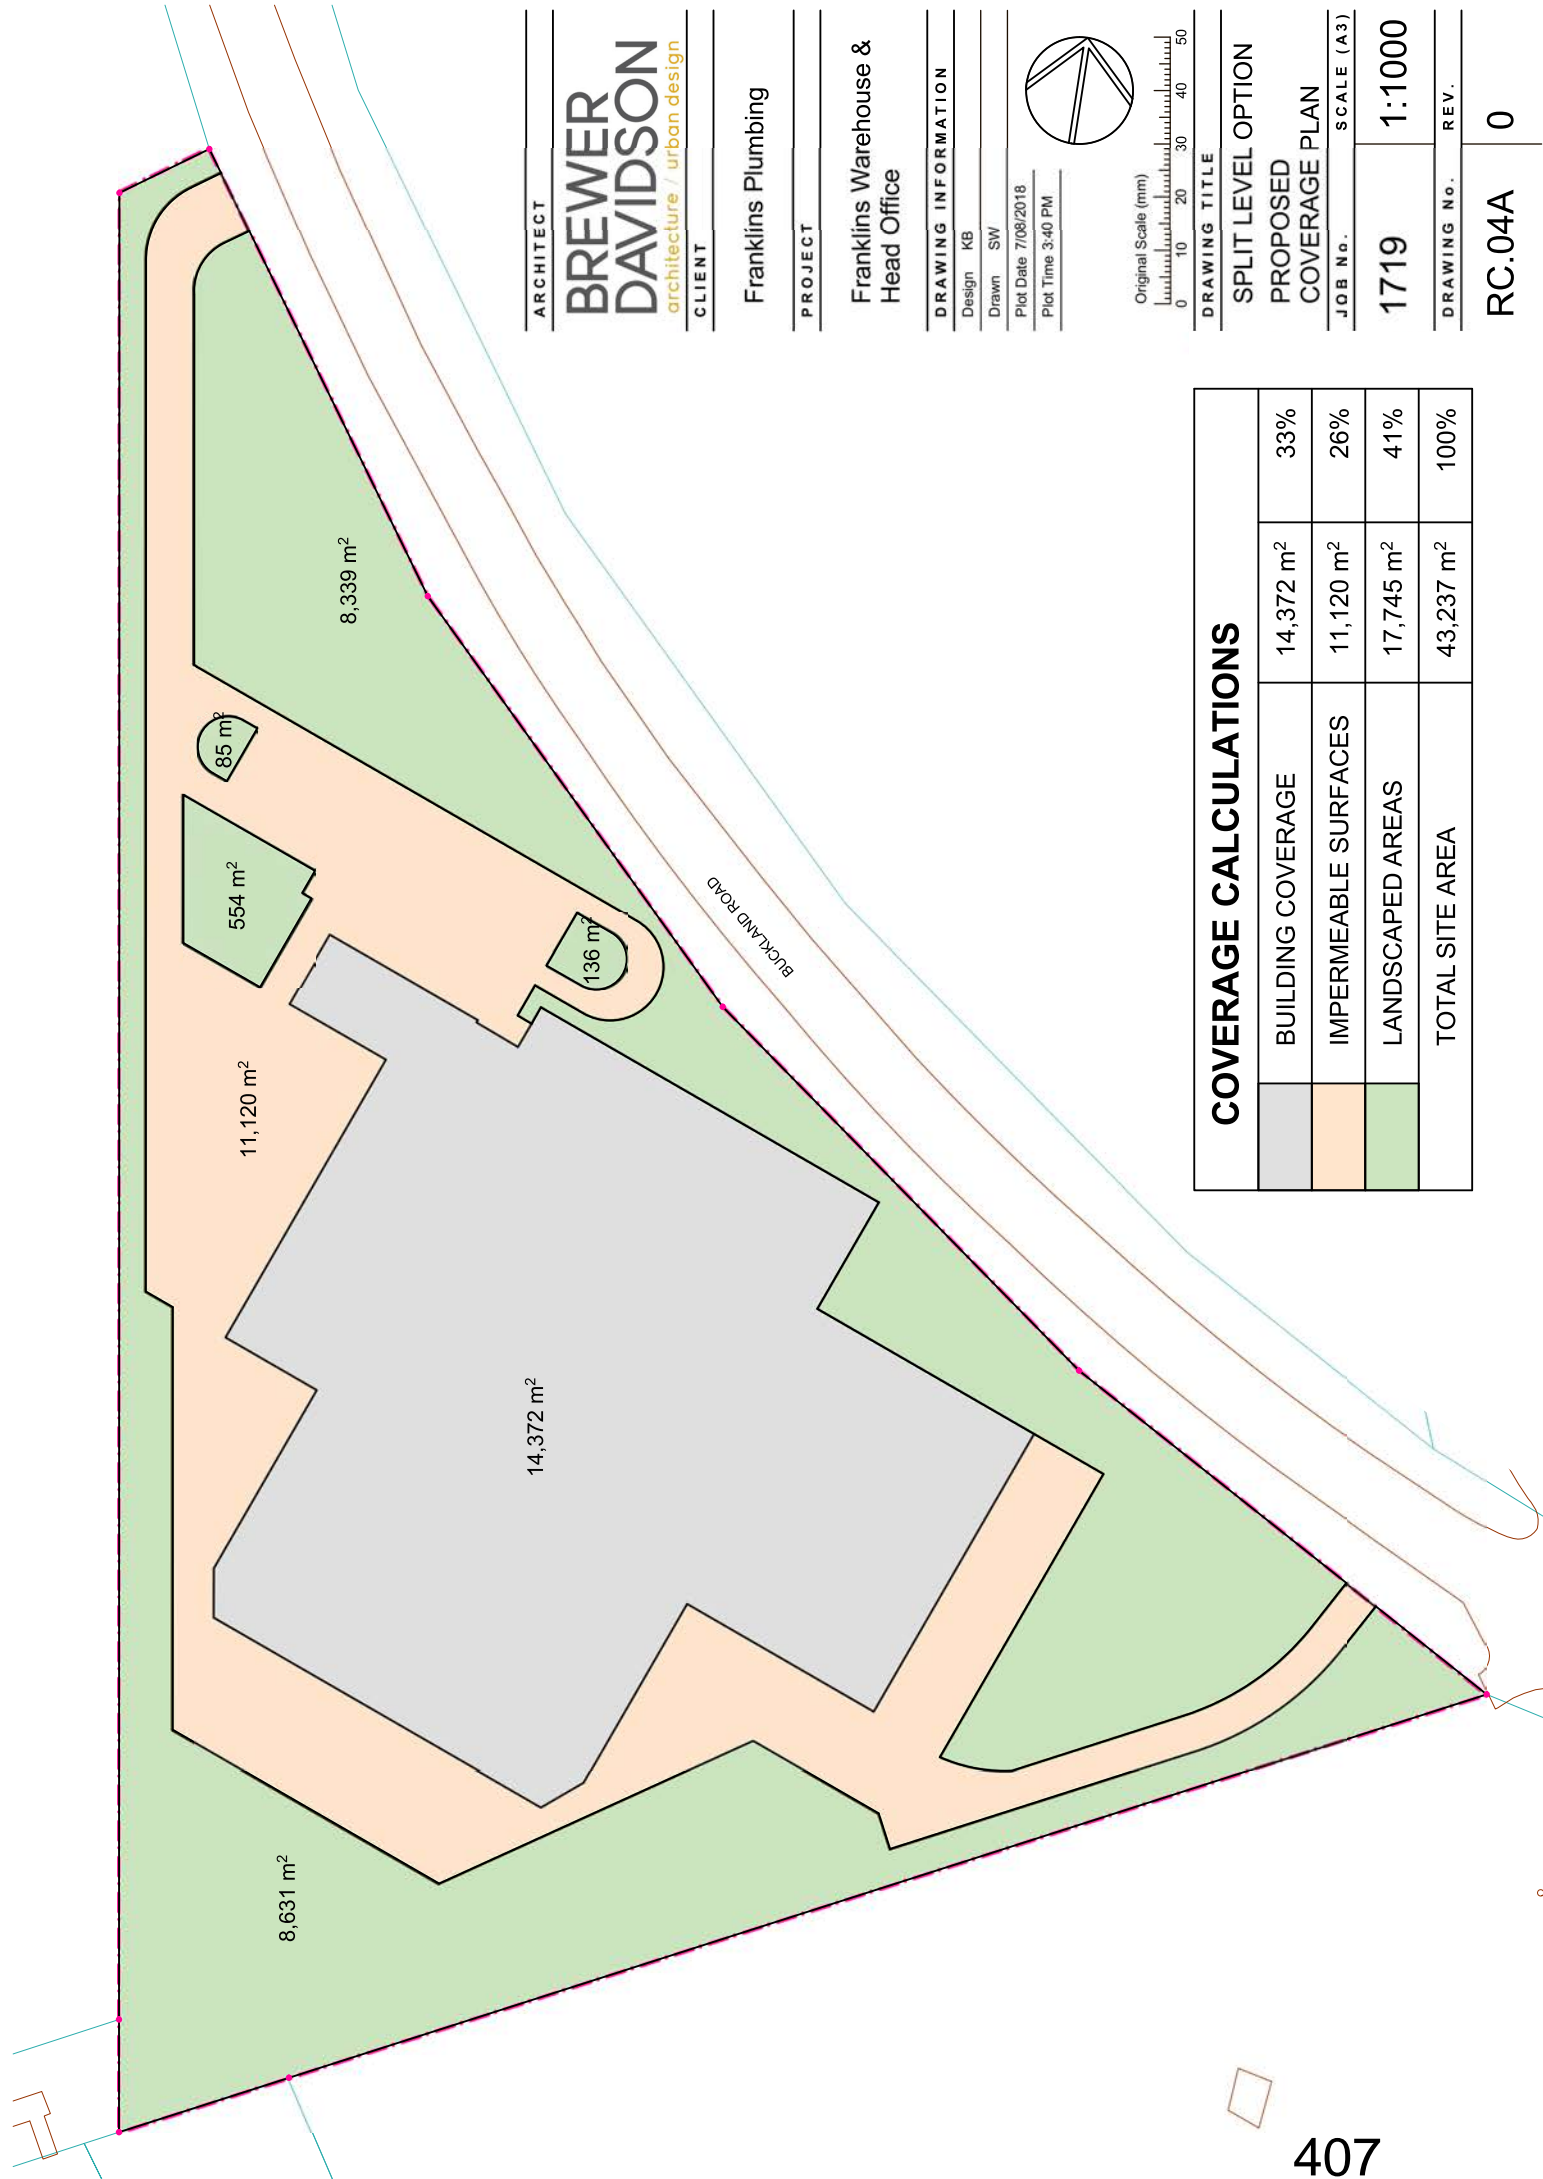 8,339 m²
85 m²
554 m²
136 m²
11,120 m²
14,372 m²
8,631 m²
BUCKLAND ROAD
ARCHITECT
BREWER
DAVIDSON
architecture / urban design
CLIENT
Franklins Plumbing
PROJECT
Franklins Warehouse &
Head Office
DRAWING INFORMATION
Design KB
Drawn SW
Plot Date 7/08/2018
Plot Time 3:40 PM
Original Scale (mm)
0 10 20 30 40 50
DRAWING TITLE
SPLIT LEVEL OPTION
PROPOSED
COVERAGE PLAN
JOB No. SCALE (A3)
1719 1:1000
DRAWING No. REV.
RC.04A 0
COVERAGE CALCULATIONS
BUILDING COVERAGE 14,372 m² 33%
IMPERMEABLE SURFACES 11,120 m² 26%
LANDSCAPED AREAS 17,745 m² 41%
TOTAL SITE AREA 43,237 m² 100%
407